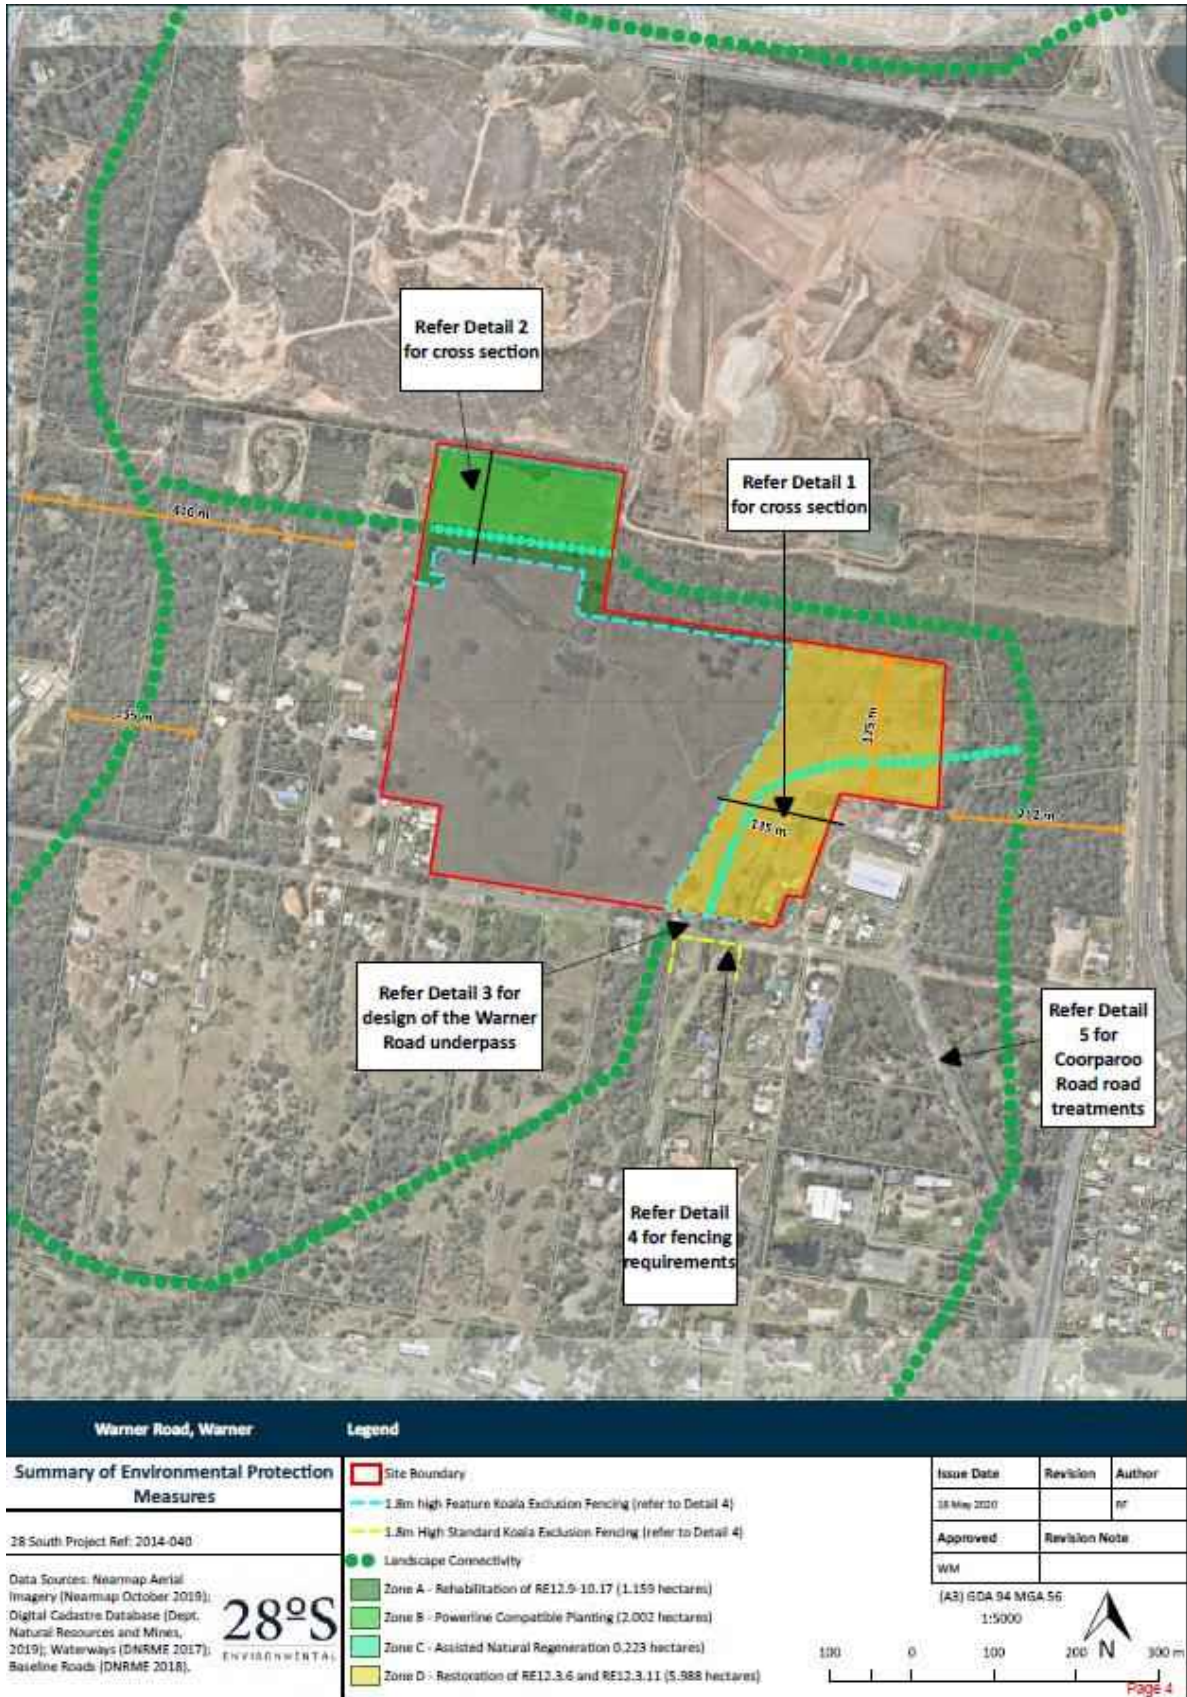 Refer Detail 2
for cross section
Refer Detail 1
for cross section
410 m
175 m
212 m
Refer Detail 3 for
design of the Warner
Road underpass
Refer Detail
5 for
Coorparoo
Road road
treatments
Refer Detail
4 for fencing
requirements
Warner Road, Warner
Legend
Summary of Environmental Protection
Measures
28 South Project Ref: 2014-040
Data Sources: Nearmap Aerial
Imagery (Nearmap October 2019);
Digital Cadastre Database (Dept.
Natural Resources and Mines,
2019); Waterways (DNRME 2017);
Baseline Roads (DNRME 2018).
28ºS
ENVIRONMENTAL
Site Boundary
1.8m high Feature Koala Exclusion Fencing (refer to Detail 4)
1.8m High Standard Koala Exclusion Fencing (refer to Detail 4)
Landscape Connectivity
Zone A - Rehabilitation of RE12.9-10.17 (1.159 hectares)
Zone B - Powerline Compatible Planting (2.002 hectares)
Zone C - Assisted Natural Regeneration 0.223 hectares)
Zone D - Restoration of RE12.3.6 and RE12.3.11 (5.988 hectares)
Issue Date Revision Author
18 May 2020
Approved Revision Note
WM
(A3) GDA 94 MGA 56
1:5000
N
100 0 100 200 300 m
Page 4